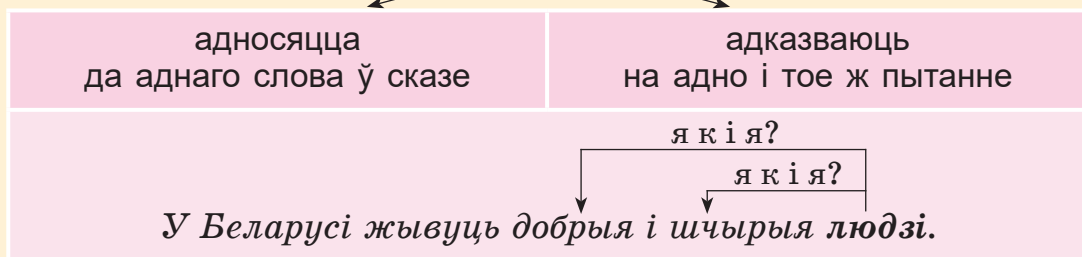 адносяцца
да аднаго слова ў сказе
адказваюць
на адно і тое ж пытанне
якія?
якія?
У Беларусі жывуць добрыя і шчырыя людзі.